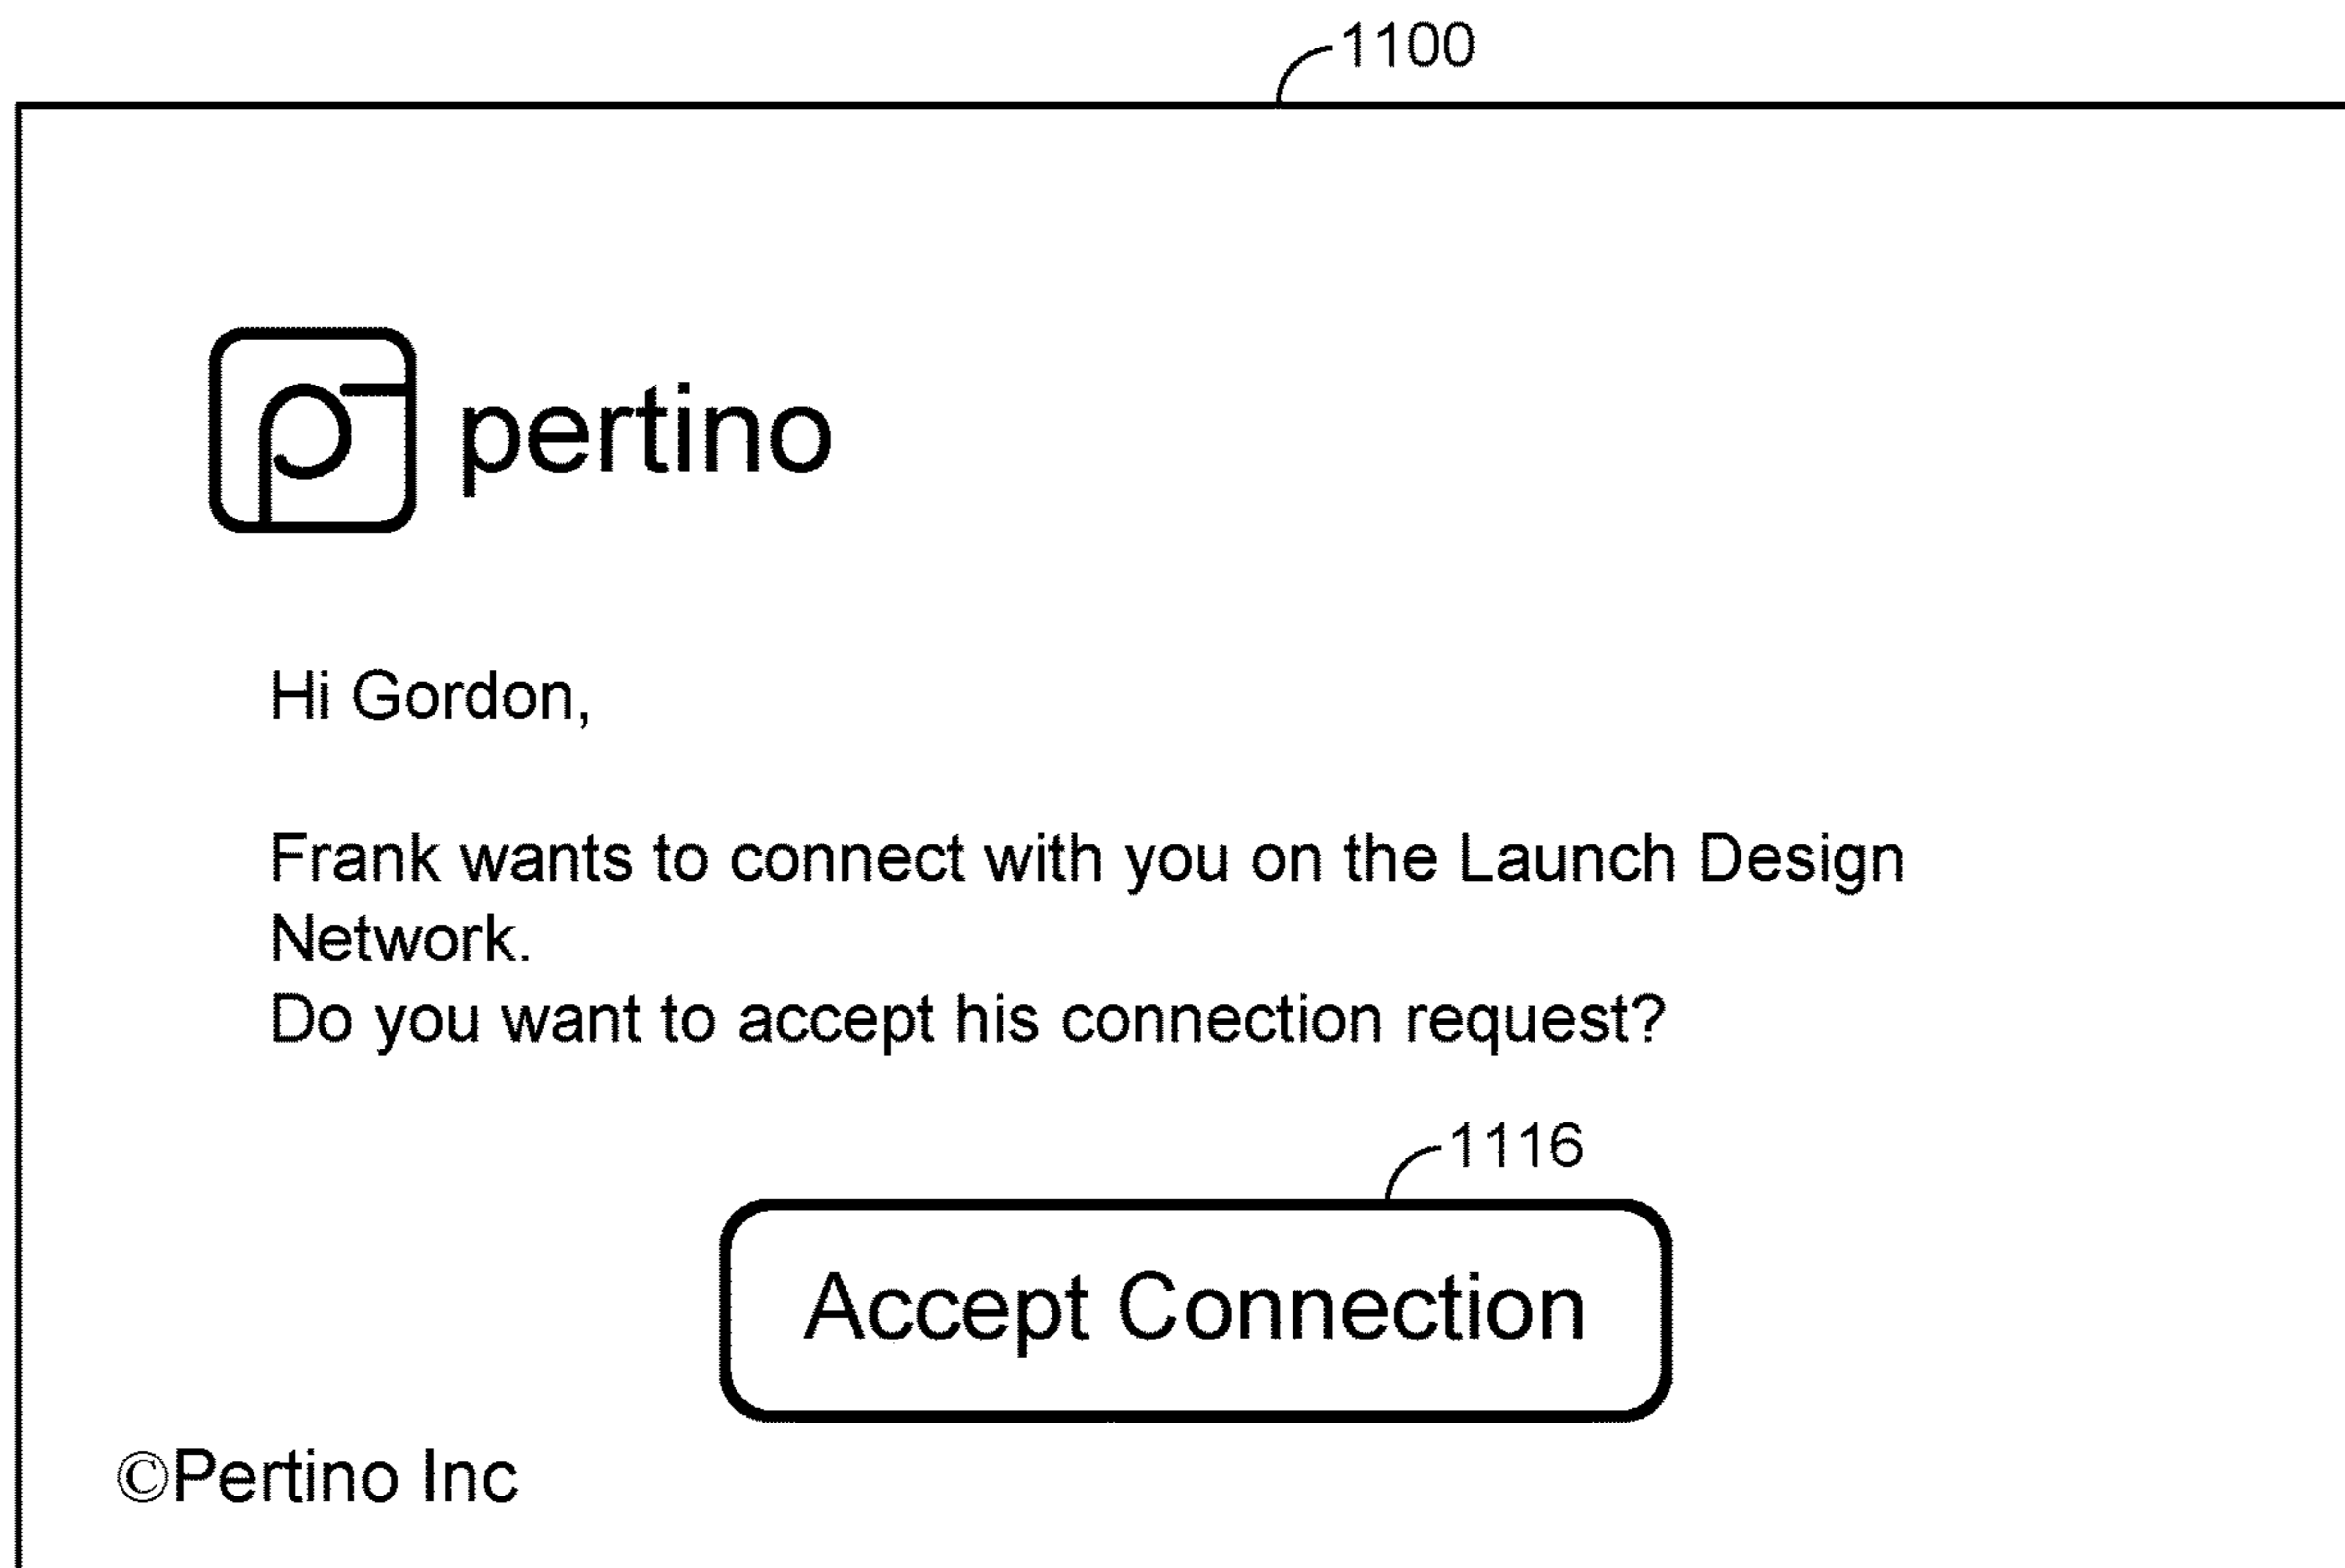 1100
pertino
Hi Gordon,
Frank wants to connect with you on the Launch Design
Network.
Do you want to accept his connection request?
1116
Accept Connection
©Pertino Inc